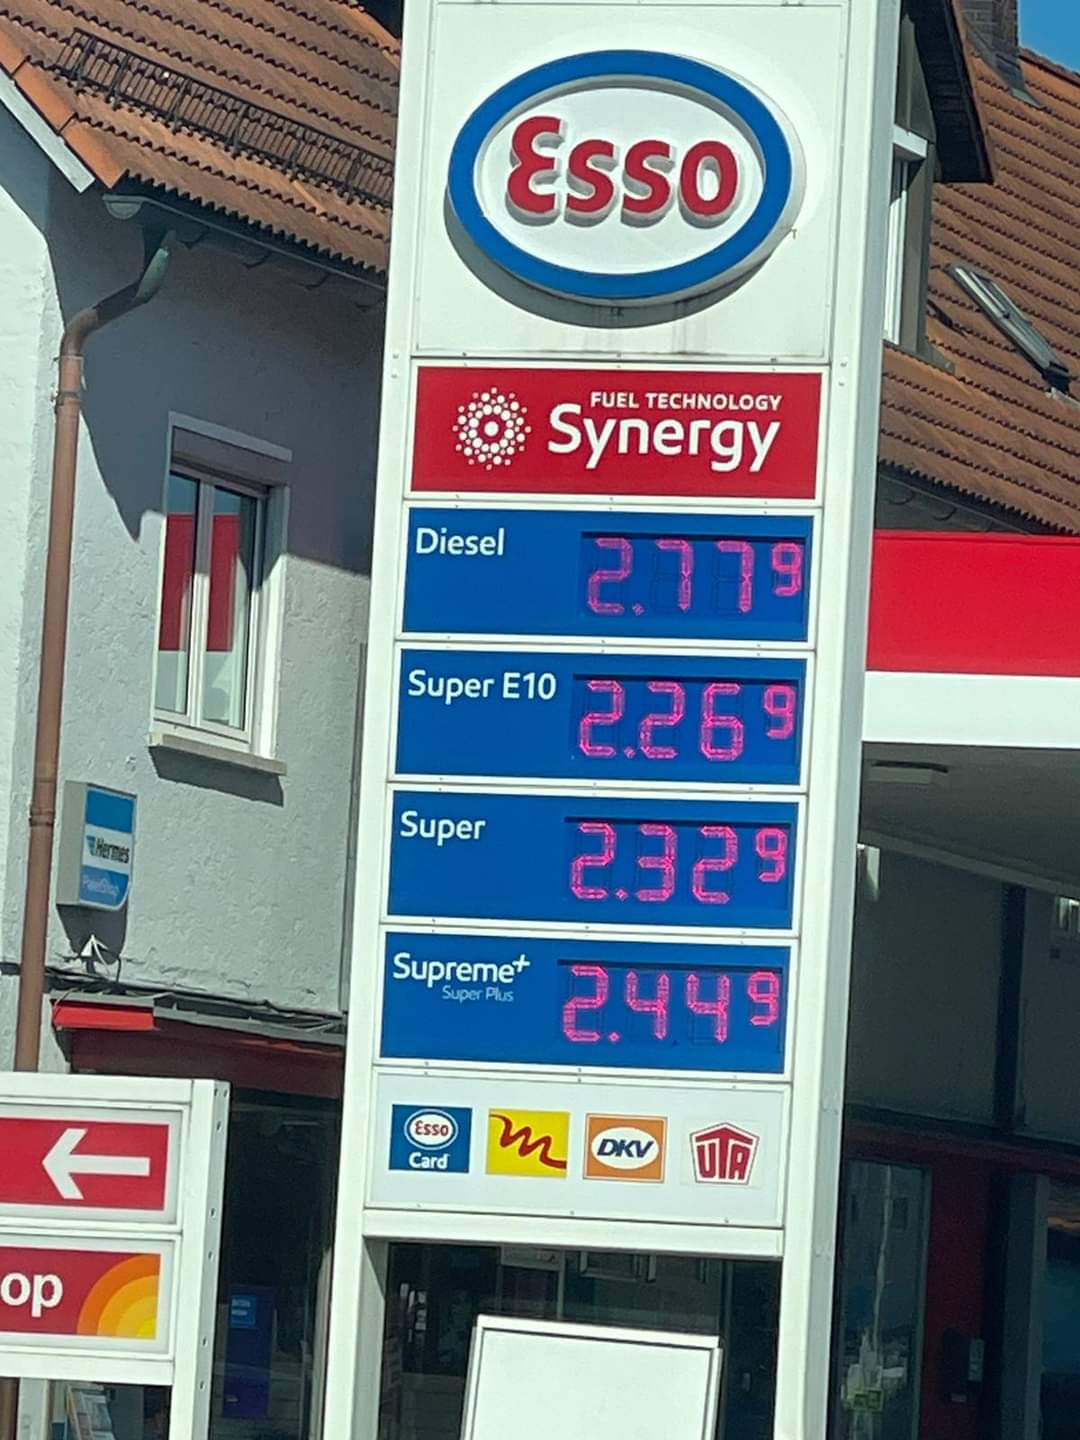 Esso
FUEL TECHNOLOGY
Synergy
Diesel 2.779
Super E10 2.269
Super 2.329
Supreme+ 2.449
Super Plus
Hermes
PaketShop
Esso
Card
DKV
UTA
op